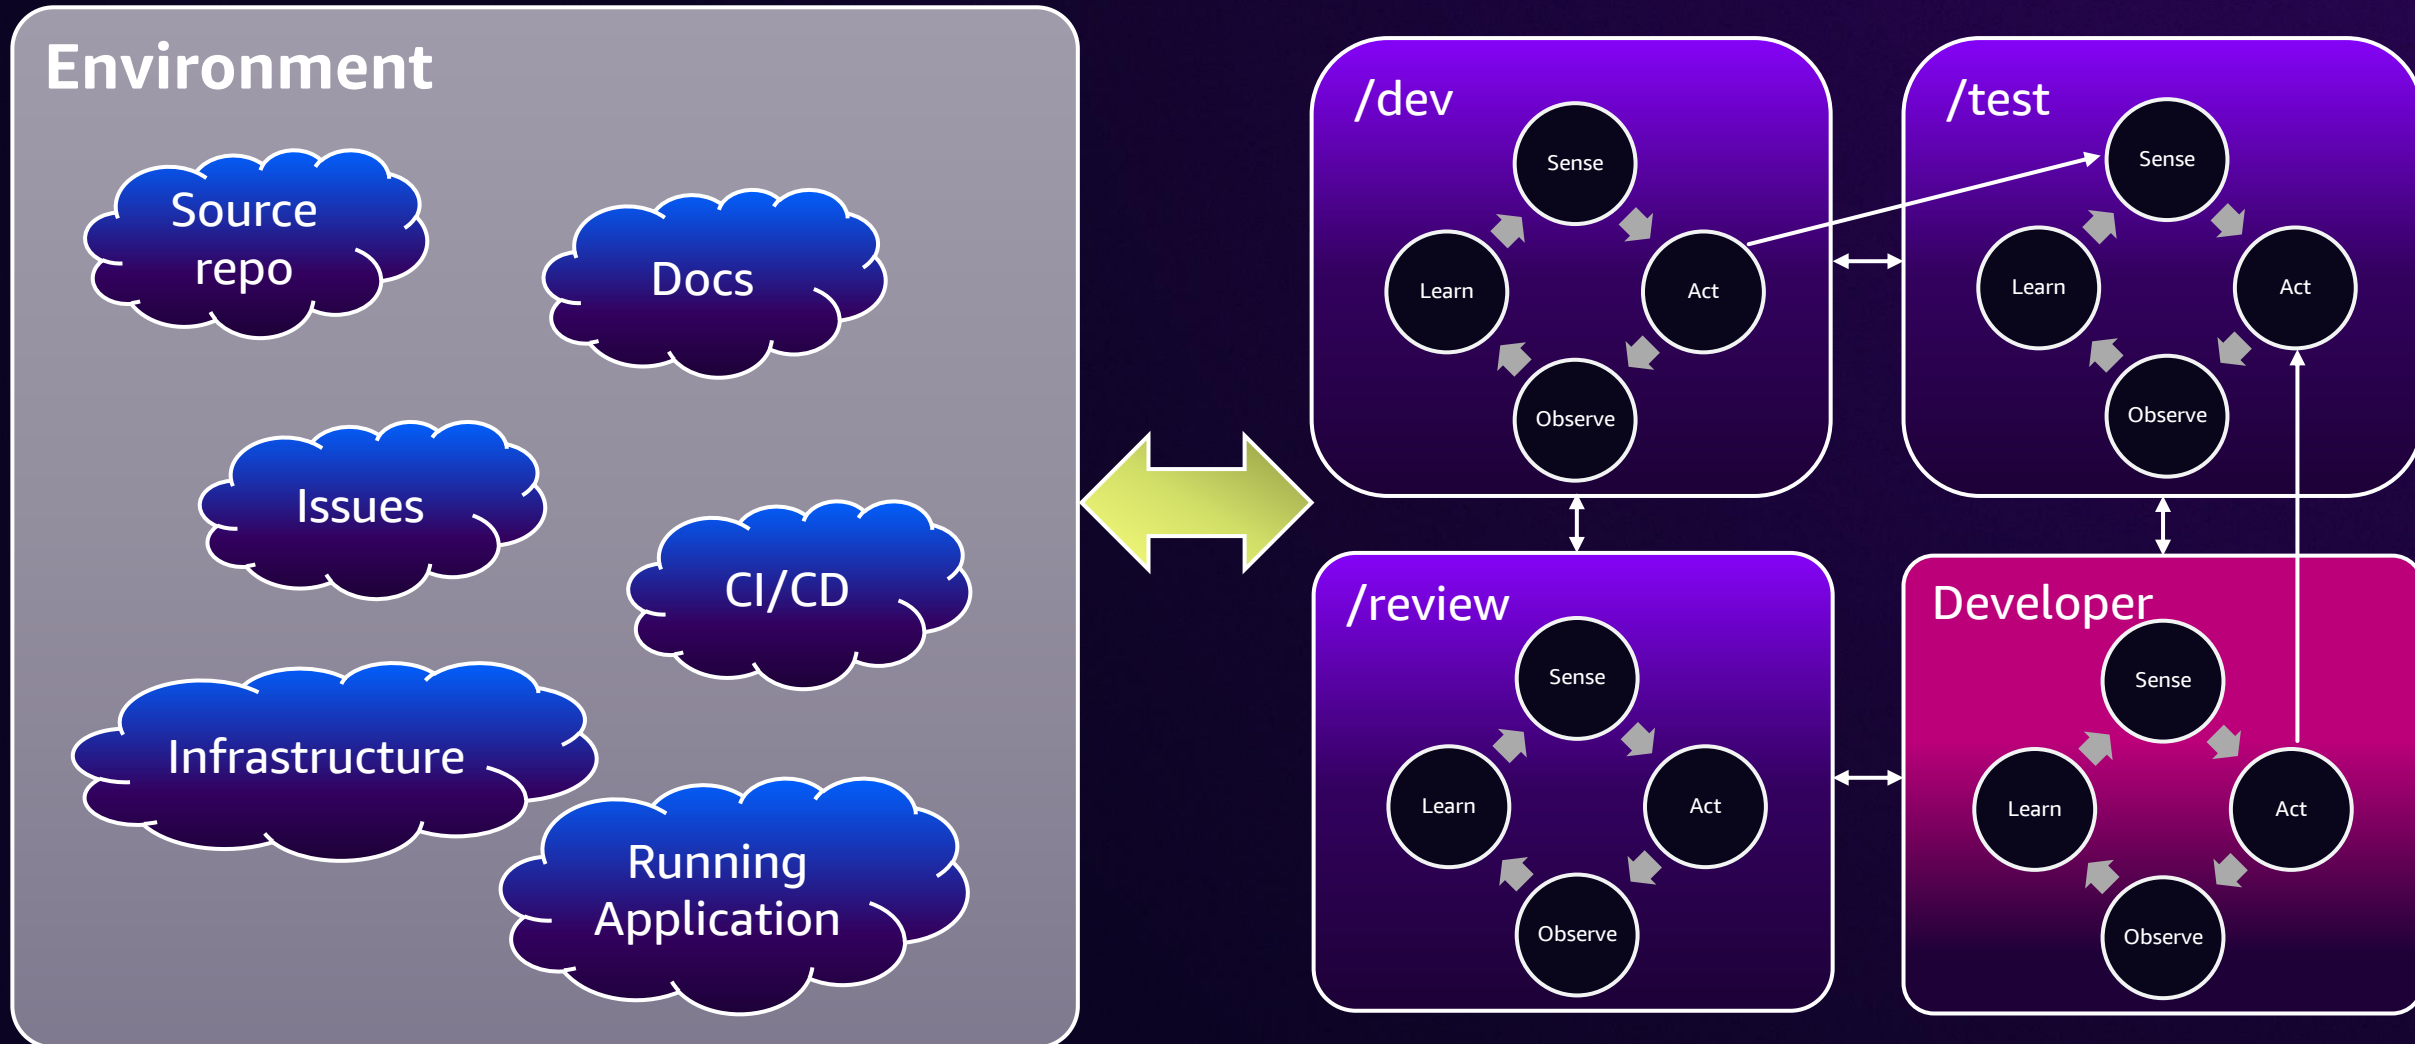 Environment
Source
repo
Docs
Issues
CI/CD
Infrastructure
Running
Application
/dev
Sense
Learn
Act
Observe
/test
Sense
Learn
Act
Observe
/review
Sense
Learn
Act
Observe
Developer
Sense
Learn
Act
Observe